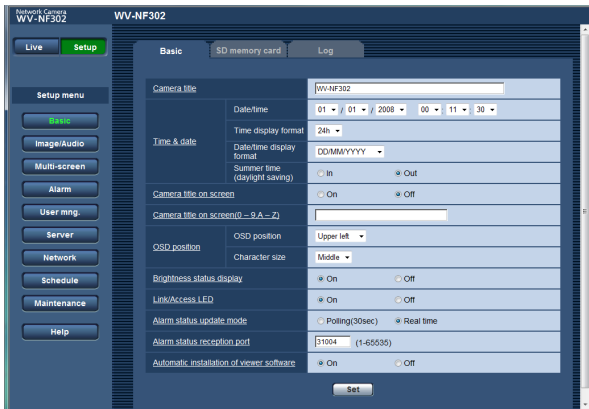 Network Camera
WV-NF302
WV-NF302
Live Setup
Setup menu
Basic
Image/Audio
Multi-screen
Alarm
User mng.
Server
Network
Schedule
Maintenance
Help
Basic SD memory card Log
Camera title WV-NF302
Time & date
Date/time 01 / 01 / 2008 00 : 11 : 30
Time display format 24h
Date/time display
format
DD/MM/YYYY
Summer time
(daylight saving)
In Out
Camera title on screen On Off
Camera title on screen(0 – 9,A – Z)
OSD position
OSD position Upper left
Character size Middle
Brightness status display On Off
Link/Access LED On Off
Alarm status update mode Polling(30sec) Real time
Alarm status reception port 31004 (1-65535)
Automatic installation of viewer software On Off
Set